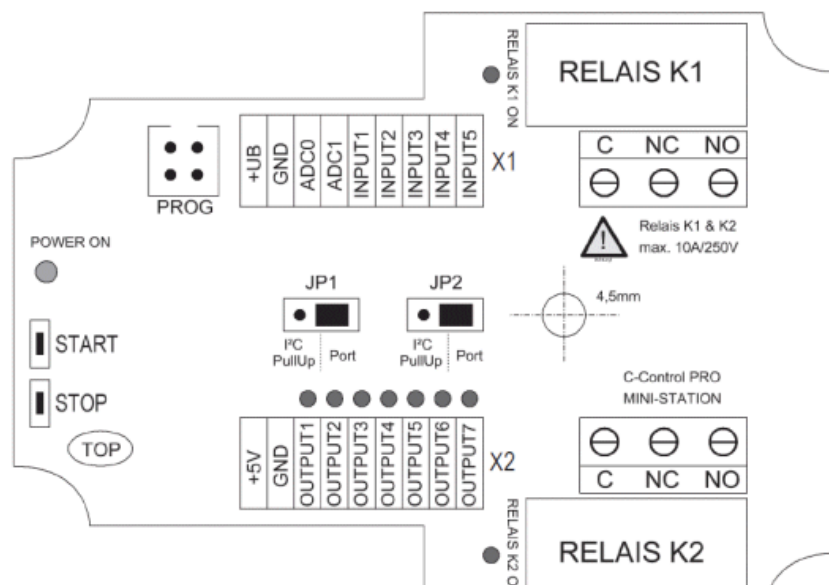 RELAIS K1 ON
RELAIS K1
C NC NO
+UB
GND
ADC0
ADC1
INPUT1
INPUT2
INPUT3
INPUT4
INPUT5
X1
PROG
Relais K1 & K2
max. 10A/250V
POWER ON
JP1
JP2
4,5mm
I²C
PullUp
Port
I²C
PullUp
Port
START
STOP
TOP
C-Control PRO
MINI-STATION
+5V
GND
OUTPUT1
OUTPUT2
OUTPUT3
OUTPUT4
OUTPUT5
OUTPUT6
OUTPUT7
X2
C NC NO
RELAIS K2 O
RELAIS K2